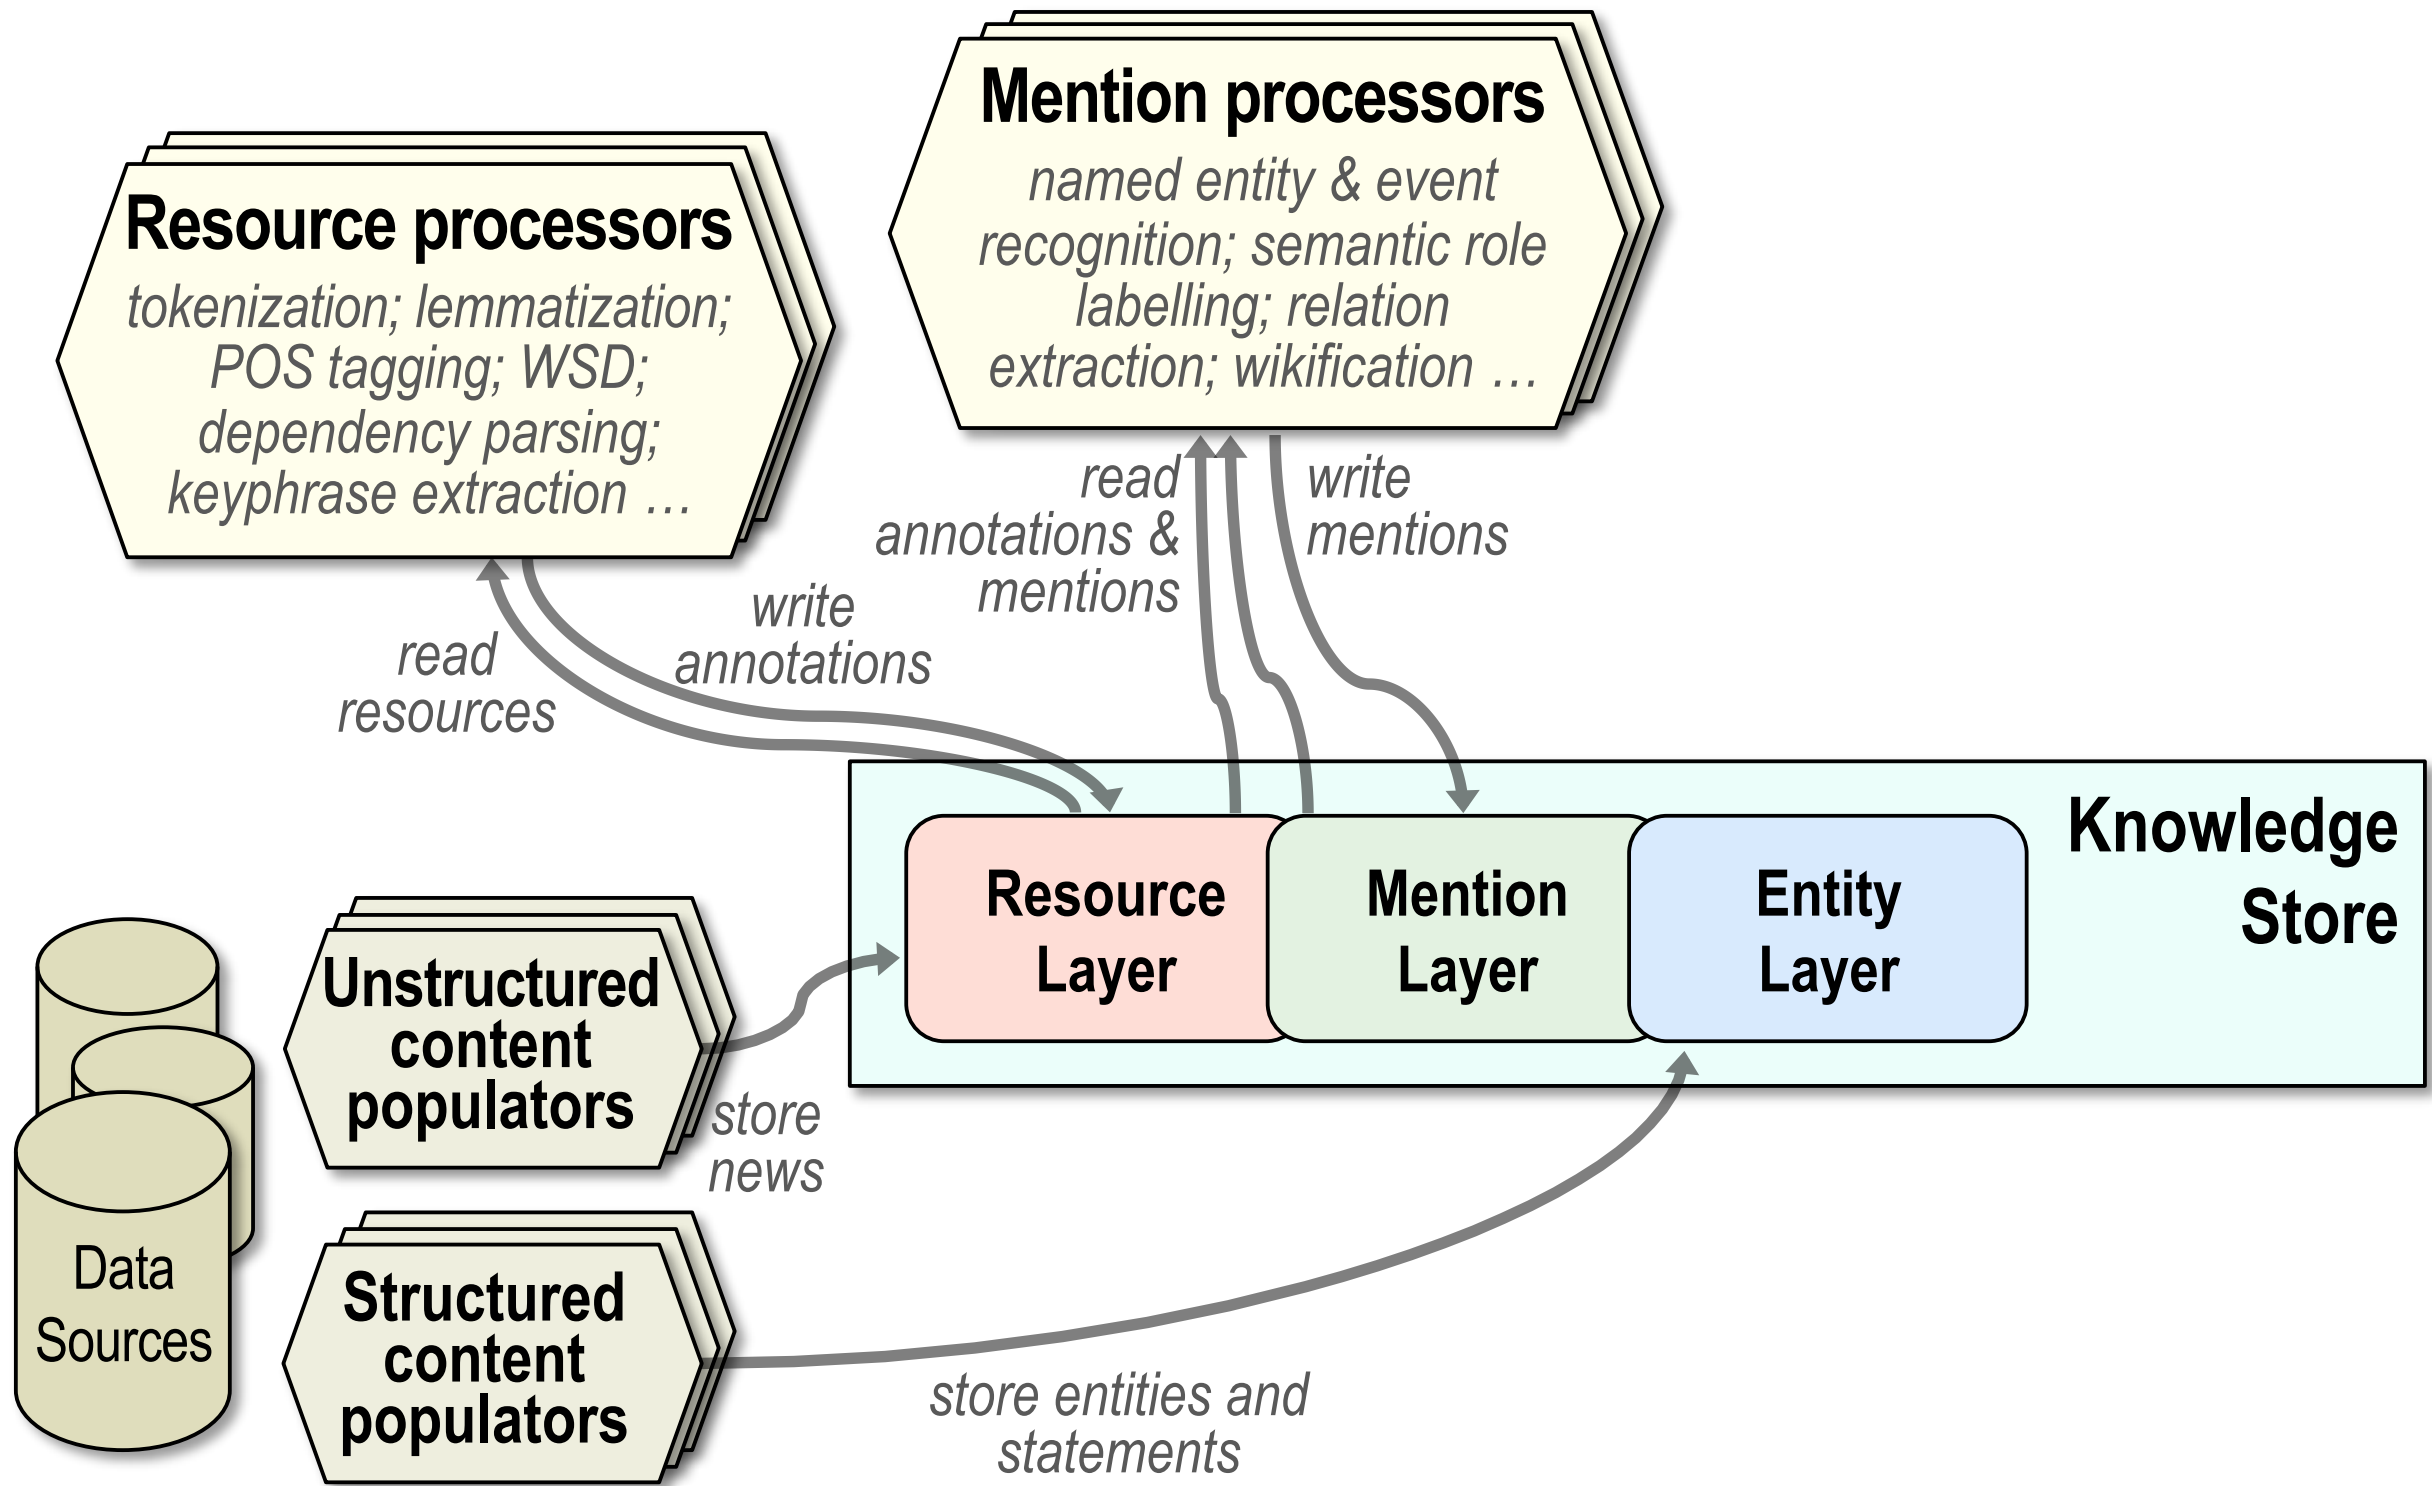 Mention processors
named entity & event
recognition; semantic role
labelling; relation
extraction; wikification …
Resource processors
tokenization; lemmatization;
POS tagging; WSD;
dependency parsing;
keyphrase extraction …
read
annotations &
mentions
write
mentions
write
annotations
read
resources
Knowledge
Store
Resource
Layer
Mention
Layer
Entity
Layer
Unstructured
content
populators
store
news
Data
Sources
Structured
content
populators
store entities and
statements